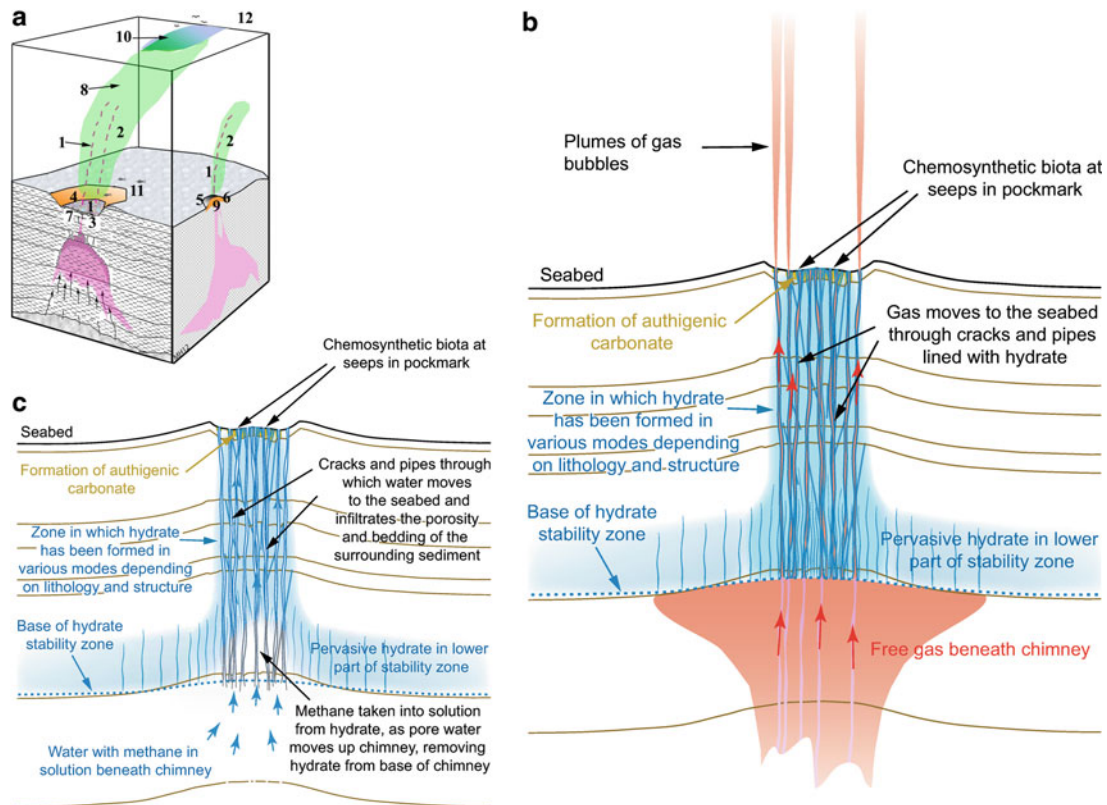 a
12
10
8
1
2
2
1
11
4
1
5
6
9
7
3
b
Plumes of gas
bubbles
Chemosynthetic biota at
seeps in pockmark
Seabed
Formation of authigenic
carbonate
Gas moves to the seabed
through cracks and pipes
lined with hydrate
Zone in which hydrate
has been formed in
various modes depending
on lithology and structure
Base of hydrate
stability zone
Pervasive hydrate in lower
part of stability zone
Free gas beneath chimney
c
Chemosynthetic biota at
seeps in pockmark
Seabed
Formation of authigenic
carbonate
Cracks and pipes through
which water moves
to the seabed and
infiltrates the porosity
and bedding of the
surrounding sediment
Zone in which hydrate
has been formed in
various modes depending
on lithology and structure
Base of hydrate
stability zone
Pervasive hydrate in lower
part of stability zone
Methane taken into solution
from hydrate, as pore water
moves up chimney, removing
hydrate from base of chimney
Water with methane in
solution beneath chimney